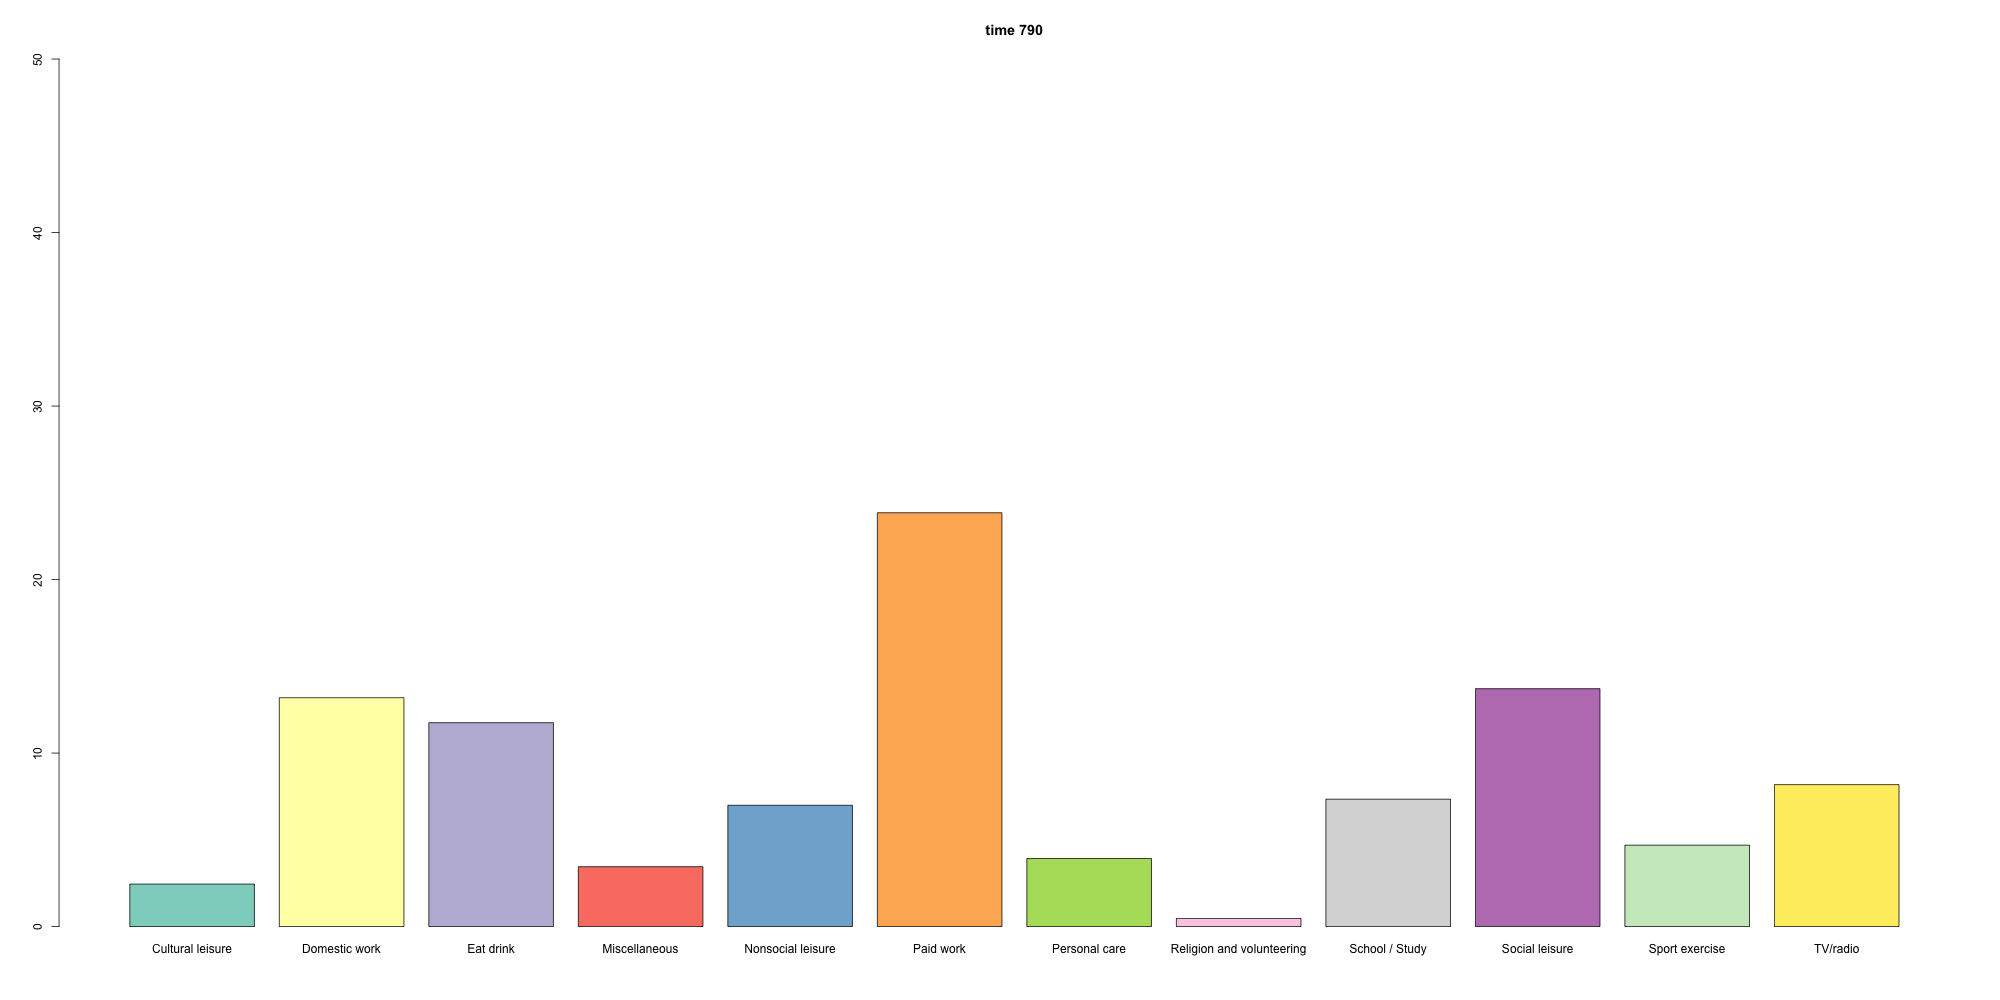 time 790
50
40
30
20
10
0
Cultural leisure
Domestic work
Eat drink
Miscellaneous
Nonsocial leisure
Paid work
Personal care
Religion and volunteering
School / Study
Social leisure
Sport exercise
TV/radio